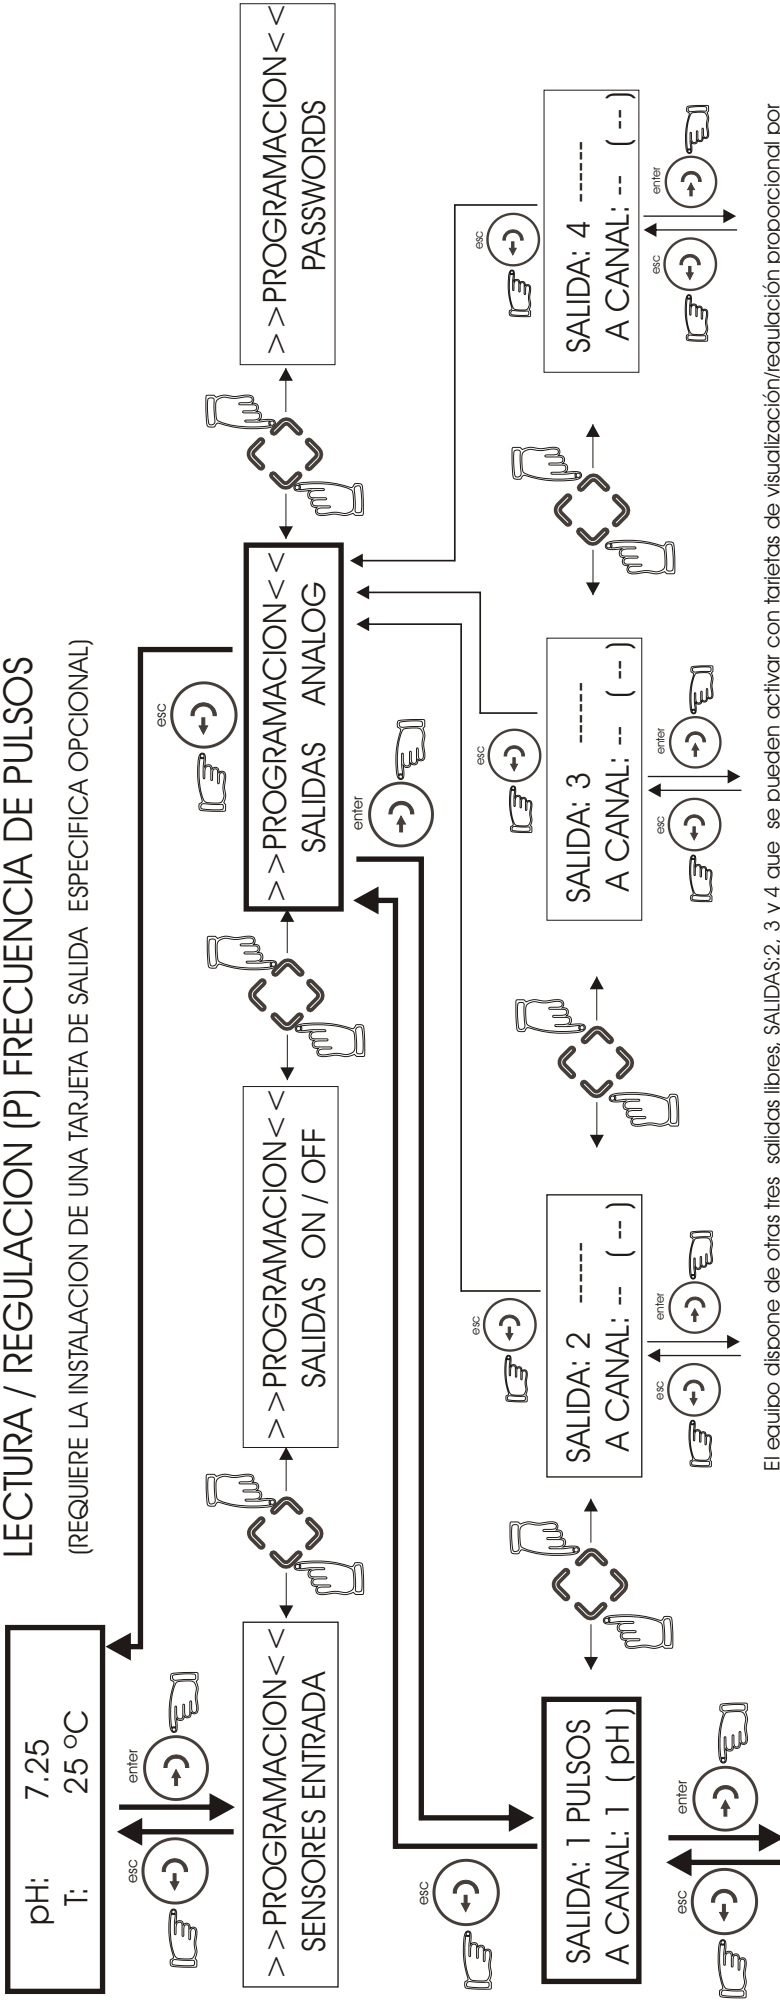 LECTURA / REGULACION (P) FRECUENCIA DE PULSOS
(REQUIERE LA INSTALACION DE UNA TARJETA DE SALIDA ESPECIFICA OPCIONAL)
pH: 7.25
T: 25 ºC
esc
enter
esc
>>PROGRAMACION<<
SENSORES ENTRADA
>>PROGRAMACION<<
SALIDAS ON / OFF
>>PROGRAMACION<<
SALIDAS ANALOG
>>PROGRAMACION<<
PASSWORDS
enter
esc
esc
esc
esc
SALIDA: 1 PULSOS
A CANAL: 1 ( pH )
SALIDA: 2 ------
A CANAL: -- ( -- )
SALIDA: 3 ------
A CANAL: -- ( -- )
SALIDA: 4 ------
A CANAL: -- ( -- )
esc
enter
esc
enter
esc
enter
esc
enter
El equipo dispone de otras tres salidas libres, SALIDAS:2, 3 y 4 que se pueden activar con tarjetas de visualización/regulación proporcional por